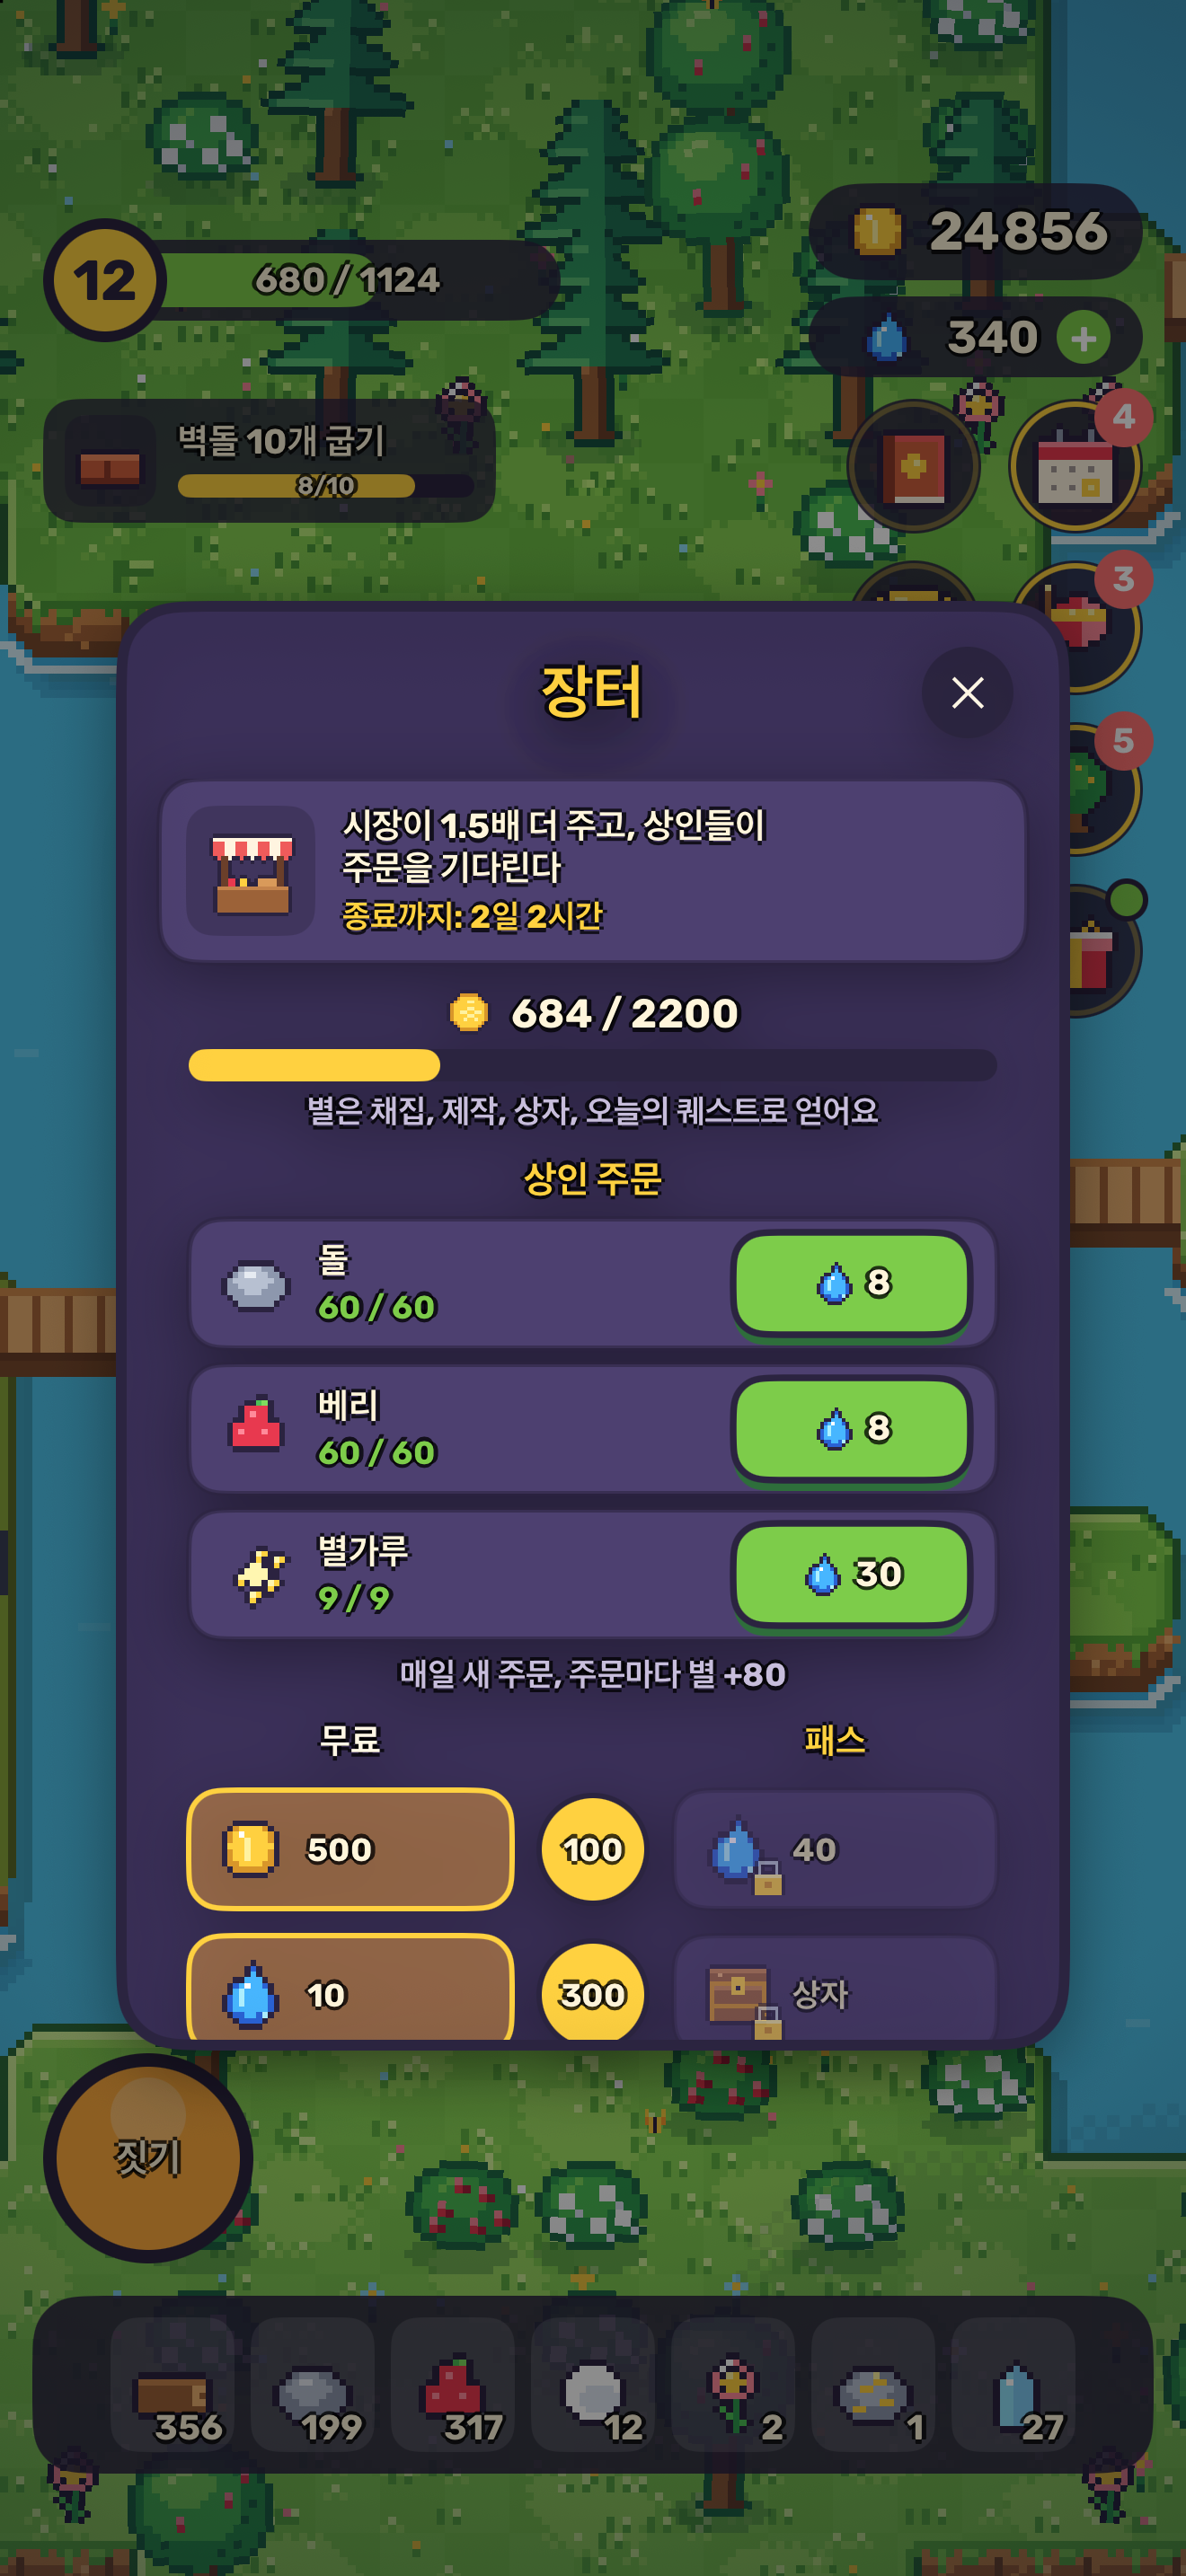 24856
12
680 / 1124
340
+
벽돌 10개 굽기
8/10
4
3
5
장터
시장이 1.5배 더 주고, 상인들이
주문을 기다린다
종료까지: 2일 2시간
684 / 2200
별은 채집, 제작, 상자, 오늘의 퀘스트로 얻어요
상인 주문
돌
60 / 60
8
베리
60 / 60
8
별가루
9 / 9
30
매일 새 주문, 주문마다 별 +80
무료
패스
500
100
40
10
300
상자
짓기
356
199
317
12
2
1
27